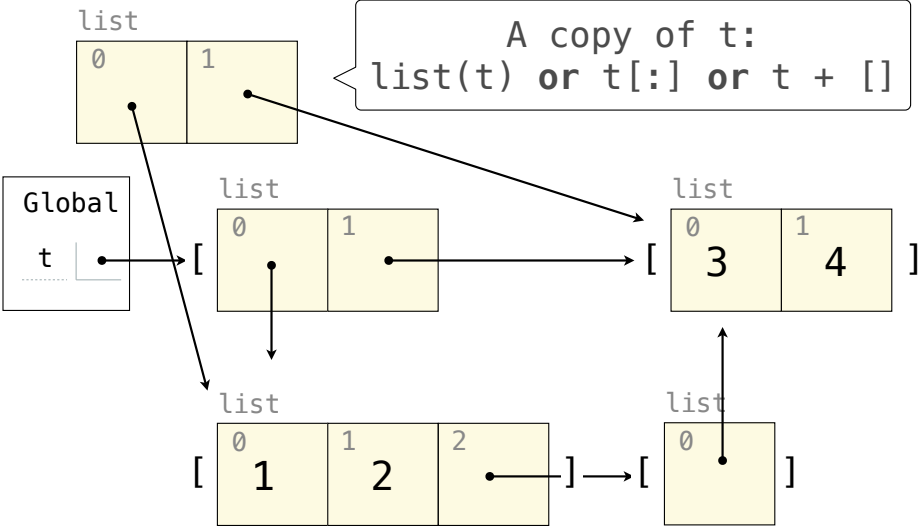 list
0 1
A copy of t:
list(t) or t[:] or t + []
Global
t
list
[ 0 1
list
[ 0 1 ]
3 4
list
[ 0 1 2 ]
1 2
list
[ 0 ]